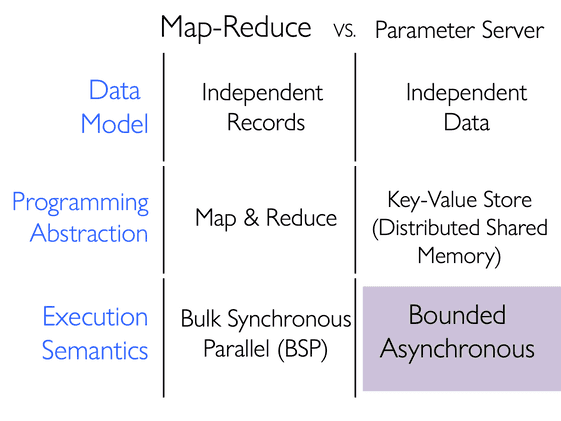 Map-Reduce vs. Parameter Server
Data
Model
Independent
Records
Independent
Data
Programming
Abstraction
Map & Reduce
Key-Value Store
(Distributed Shared
Memory)
Execution
Semantics
Bulk Synchronous
Parallel (BSP)
Bounded
Asynchronous